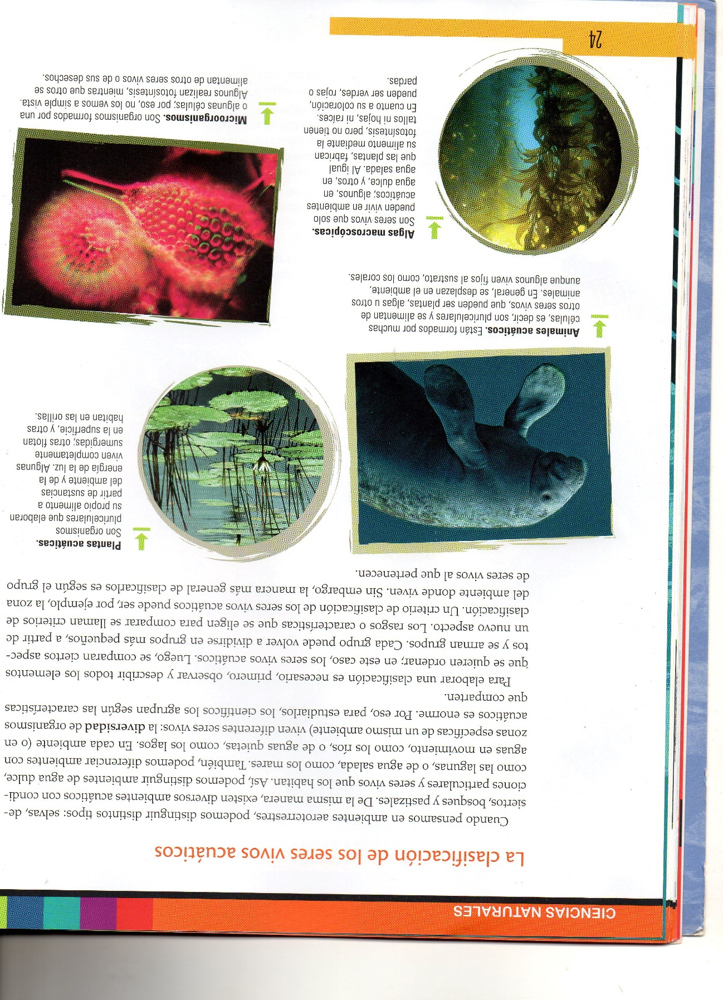 CIENCIAS NATURALES
La clasificación de los seres vivos acuáticos
Cuando pensamos en ambientes aeroterrestres, podemos distinguir distintos tipos: selvas, de-
siertos, bosques y pastizales. De la misma manera, existen diversos ambientes acuáticos con condi-
ciones particulares y seres vivos que los habitan. Así, podemos distinguir ambientes de agua dulce,
como las lagunas, o de agua salada, como los mares. También, podemos diferenciar ambientes con
aguas en movimiento, como los ríos, o de aguas quietas, como los lagos. En cada ambiente (o en
zonas específicas de un mismo ambiente) viven diferentes seres vivos: la diversidad de organismos
acuáticos es enorme. Por eso, para estudiarlos, los científicos los agrupan según las características
que comparten.
Para elaborar una clasificación es necesario, primero, observar y describir todos los elementos
que se quieren ordenar; en este caso, los seres vivos acuáticos. Luego, se comparan ciertos aspec-
tos y se arman grupos. Cada grupo puede volver a dividirse en grupos más pequeños, a partir de
un nuevo aspecto. Los rasgos o características que se eligen para comparar se llaman criterios de
clasificación. Un criterio de clasificación de los seres vivos acuáticos puede ser, por ejemplo, la zona
del ambiente donde viven. Sin embargo, la manera más general de clasificarlos es según el grupo
de seres vivos al que pertenecen.
Plantas acuáticas.
Son organismos
pluricelulares que elaboran
su propio alimento a
partir de sustancias
del ambiente y de la
energía de la luz. Algunas
viven completamente
sumergidas; otras flotan
en la superficie, y otras
habitan en las orillas.
Animales acuáticos. Están formados por muchas
células, es decir, son pluricelulares y se alimentan de
otros seres vivos, que pueden ser plantas, algas u otros
animales. En general, se desplazan en el ambiente,
aunque algunos viven fijos al sustrato, como los corales.
Algas macroscópicas.
Son seres vivos que solo
pueden vivir en ambientes
acuáticos; algunos, en
agua dulce, y otros, en
agua salada. Al igual
que las plantas, fabrican
su alimento mediante la
fotosíntesis, pero no tienen
tallos ni hojas, ni raíces.
En cuanto a su coloración,
pueden ser verdes, rojas o
pardas.
Microorganismos. Son organismos formados por una
o algunas células; por eso, no los vemos a simple vista.
Algunos realizan fotosíntesis, mientras que otros se
alimentan de otros seres vivos o de sus desechos.
24